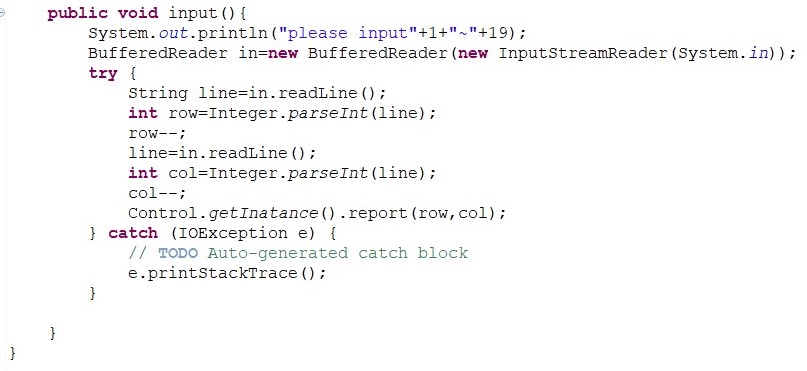 public void input(){
System.out.println("please input"+1+"~"+19);
BufferedReader in=new BufferedReader(new InputStreamReader(System.in));
try {
String line=in.readLine();
int row=Integer.parseInt(line);
row--;
line=in.readLine();
int col=Integer.parseInt(line);
col--;
Control.getInatance().report(row,col);
} catch (IOException e) {
// TODO Auto-generated catch block
e.printStackTrace();
}
}
}